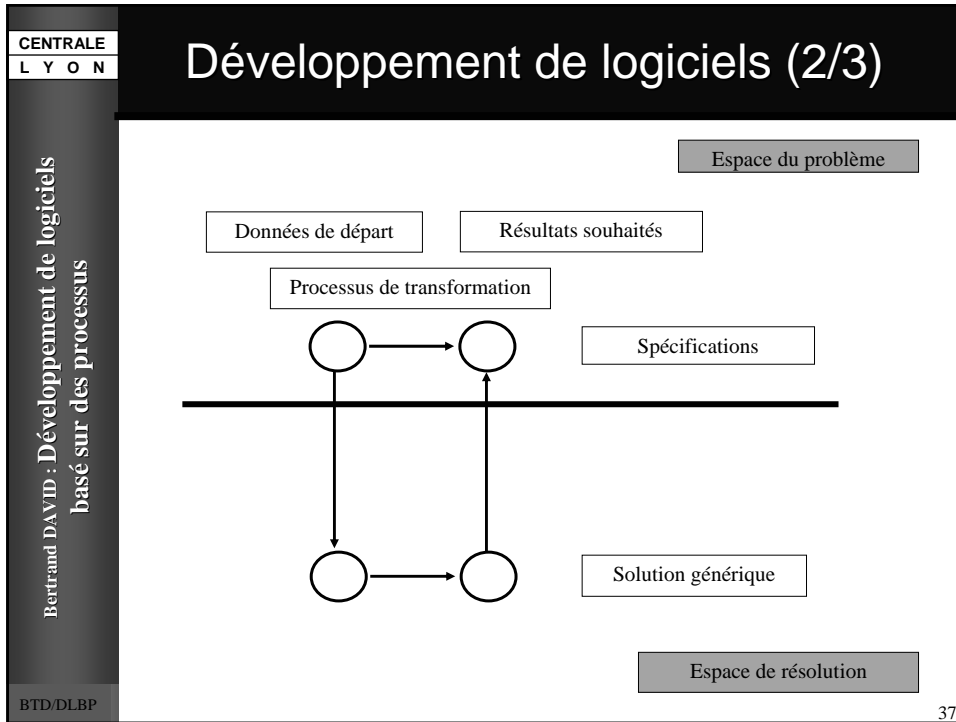 CENTRALE
L Y O N
Développement de logiciels (2/3)
Bertrand DAVID : Développement de logiciels
basé sur des processus
Espace du problème
Données de départ
Résultats souhaités
Processus de transformation
Spécifications
Solution générique
Espace de résolution
BTD/DLBP
37